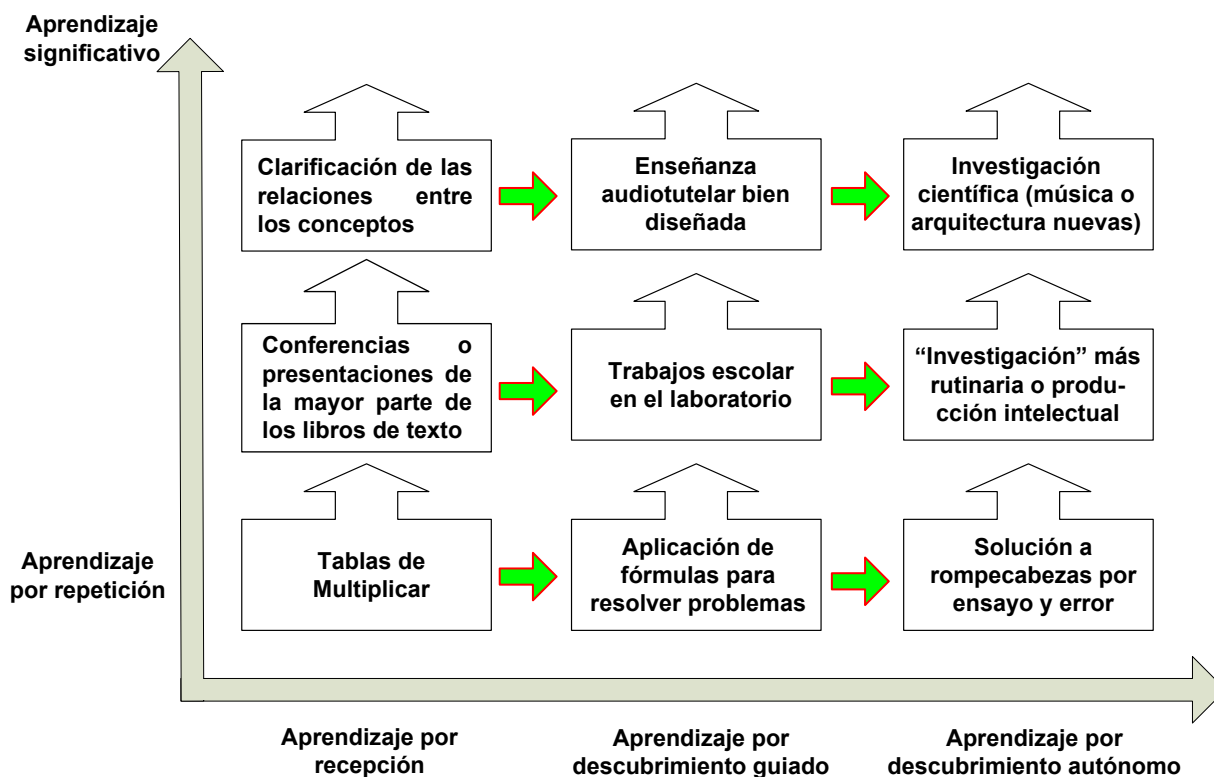 Aprendizaje
significativo
Clarificación de las
relaciones entre
los conceptos
Enseñanza
audiotutelar bien
diseñada
Investigación
científica (música o
arquitectura nuevas)
Conferencias o
presentaciones de
la mayor parte de
los libros de texto
Trabajos escolar
en el laboratorio
“Investigación” más
rutinaria o produ-
cción intelectual
Aprendizaje
por repetición
Tablas de
Multiplicar
Aplicación de
fórmulas para
resolver problemas
Solución a
rompecabezas por
ensayo y error
Aprendizaje por
recepción
Aprendizaje por
descubrimiento guiado
Aprendizaje por
descubrimiento autónomo